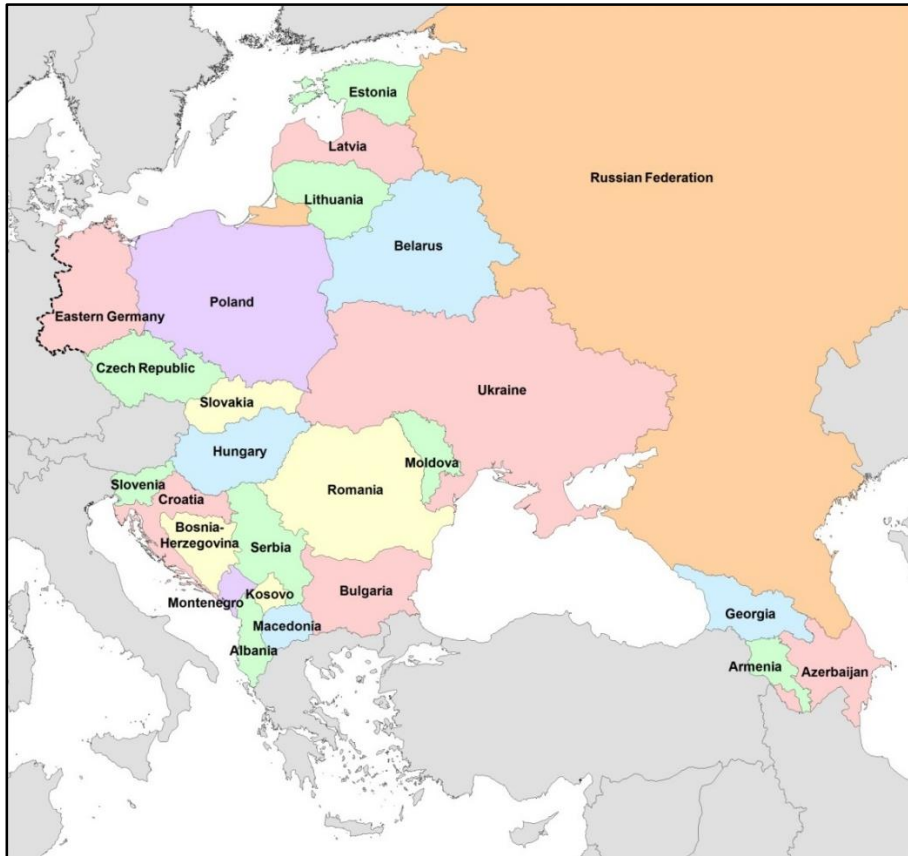 Estonia
Latvia
Russian Federation
Lithuania
Belarus
Poland
Eastern Germany
Czech Republic
Ukraine
Slovakia
Hungary
Moldova
Slovenia
Romania
Croatia
Bosnia-
Herzegovina
Serbia
Bulgaria
Kosovo
Montenegro
Georgia
Macedonia
Albania
Armenia
Azerbaijan